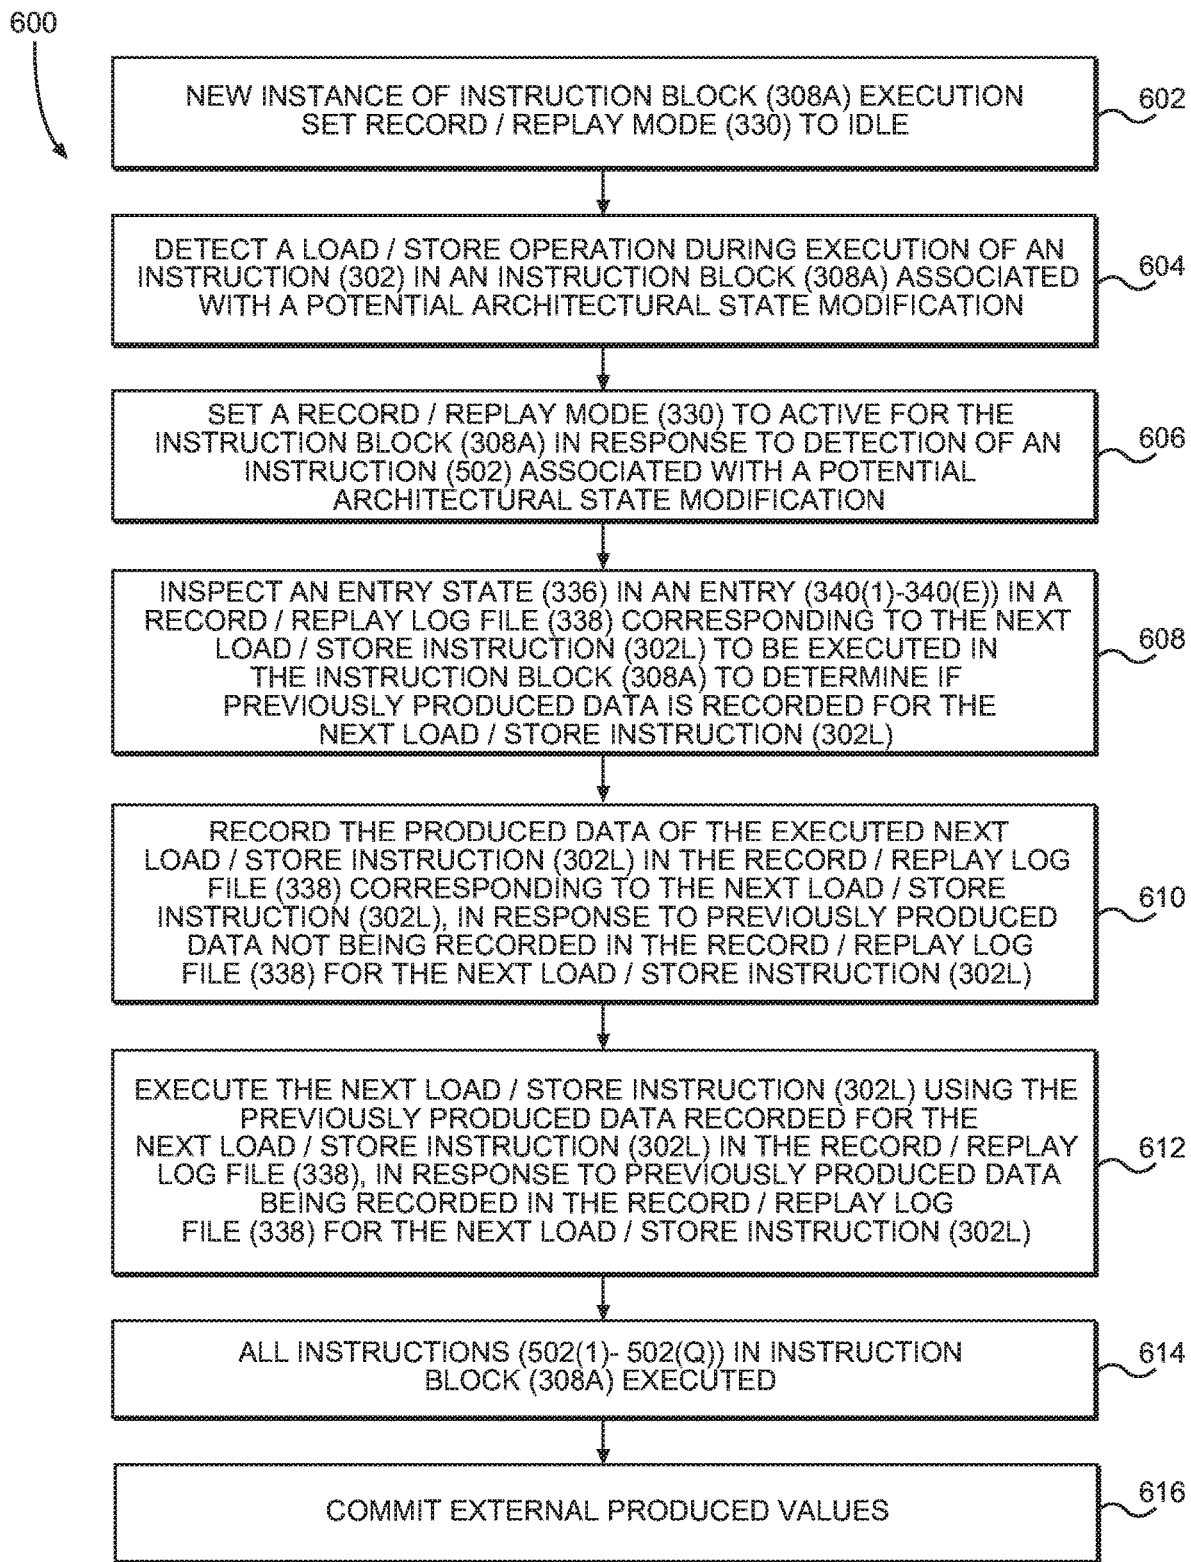 600
NEW INSTANCE OF INSTRUCTION BLOCK (308A) EXECUTION
SET RECORD / REPLAY MODE (330) TO IDLE
602
DETECT A LOAD / STORE OPERATION DURING EXECUTION OF AN
INSTRUCTION (302) IN AN INSTRUCTION BLOCK (308A) ASSOCIATED
WITH A POTENTIAL ARCHITECTURAL STATE MODIFICATION
604
SET A RECORD / REPLAY MODE (330) TO ACTIVE FOR THE
INSTRUCTION BLOCK (308A) IN RESPONSE TO DETECTION OF AN
INSTRUCTION (502) ASSOCIATED WITH A POTENTIAL
ARCHITECTURAL STATE MODIFICATION
606
INSPECT AN ENTRY STATE (336) IN AN ENTRY (340(1)-340(E)) IN A
RECORD / REPLAY LOG FILE (338) CORRESPONDING TO THE NEXT
LOAD / STORE INSTRUCTION (302L) TO BE EXECUTED IN
THE INSTRUCTION BLOCK (308A) TO DETERMINE IF
PREVIOUSLY PRODUCED DATA IS RECORDED FOR THE
NEXT LOAD / STORE INSTRUCTION (302L)
608
RECORD THE PRODUCED DATA OF THE EXECUTED NEXT
LOAD / STORE INSTRUCTION (302L) IN THE RECORD / REPLAY LOG
FILE (338) CORRESPONDING TO THE NEXT LOAD / STORE
INSTRUCTION (302L), IN RESPONSE TO PREVIOUSLY PRODUCED
DATA NOT BEING RECORDED IN THE RECORD / REPLAY LOG
FILE (338) FOR THE NEXT LOAD / STORE INSTRUCTION (302L)
610
EXECUTE THE NEXT LOAD / STORE INSTRUCTION (302L) USING THE
PREVIOUSLY PRODUCED DATA RECORDED FOR THE
NEXT LOAD / STORE INSTRUCTION (302L) IN THE RECORD / REPLAY
LOG FILE (338), IN RESPONSE TO PREVIOUSLY PRODUCED DATA
BEING RECORDED IN THE RECORD / REPLAY LOG
FILE (338) FOR THE NEXT LOAD / STORE INSTRUCTION (302L)
612
ALL INSTRUCTIONS (502(1)- 502(Q)) IN INSTRUCTION
BLOCK (308A) EXECUTED
614
COMMIT EXTERNAL PRODUCED VALUES
616